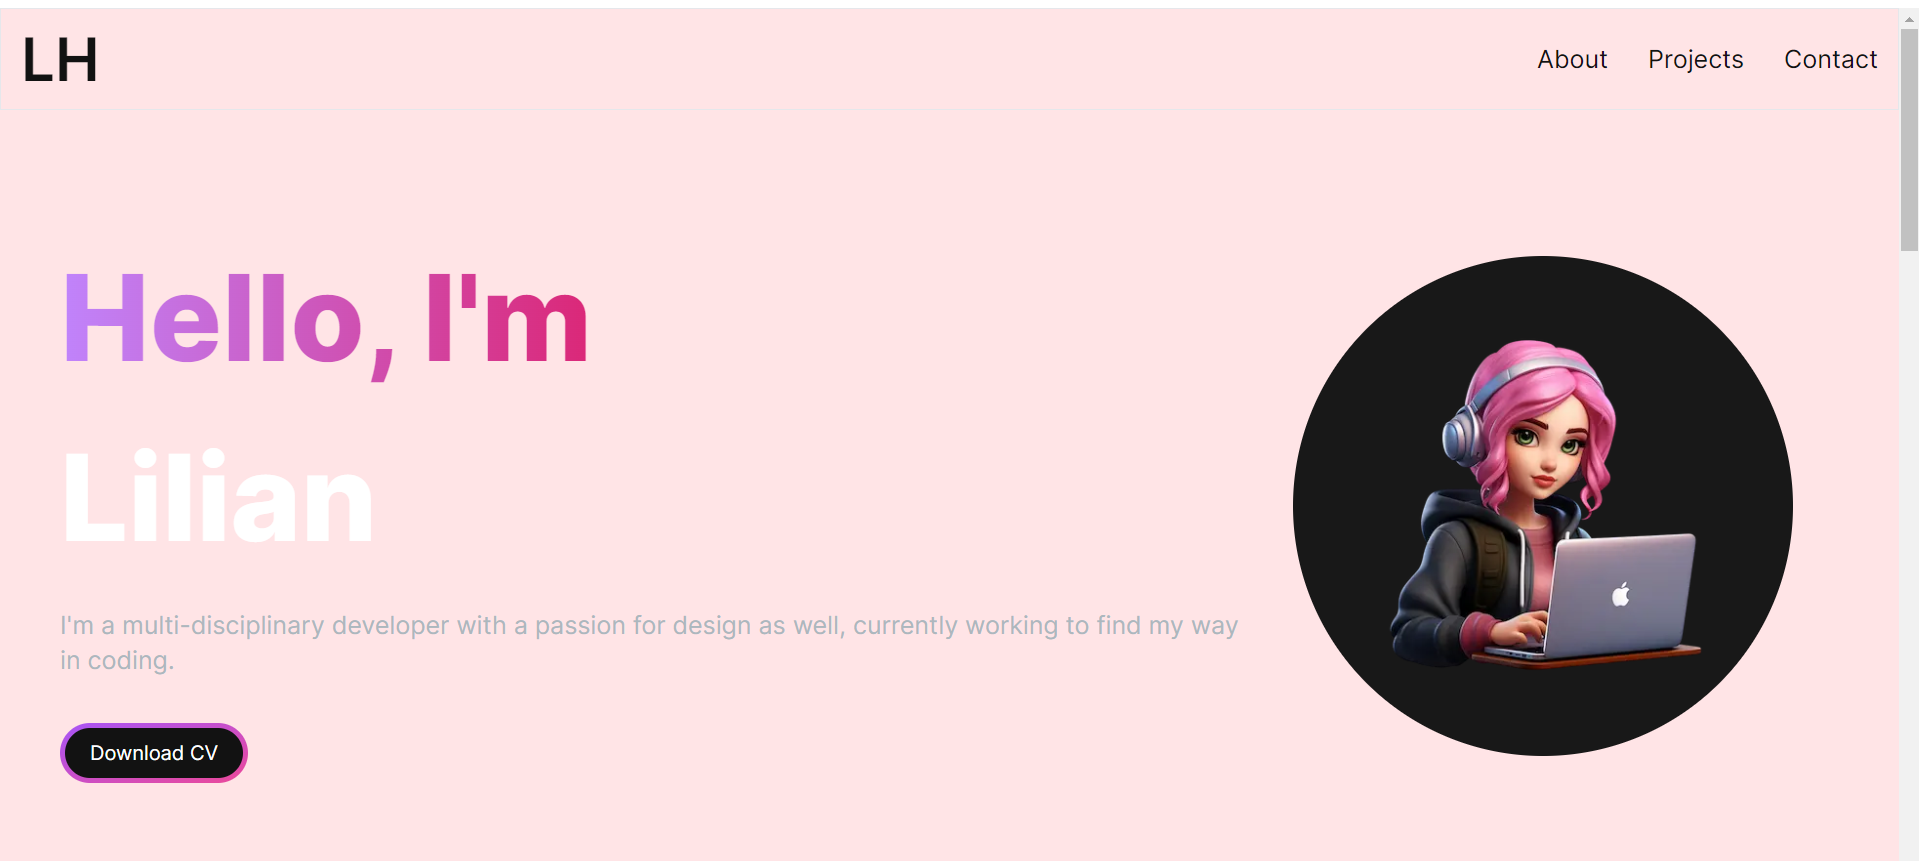 LH
About Projects Contact
Hello, I'm
Lilian
I'm a multi-disciplinary developer with a passion for design as well, currently working to find my way
in coding.
Download CV